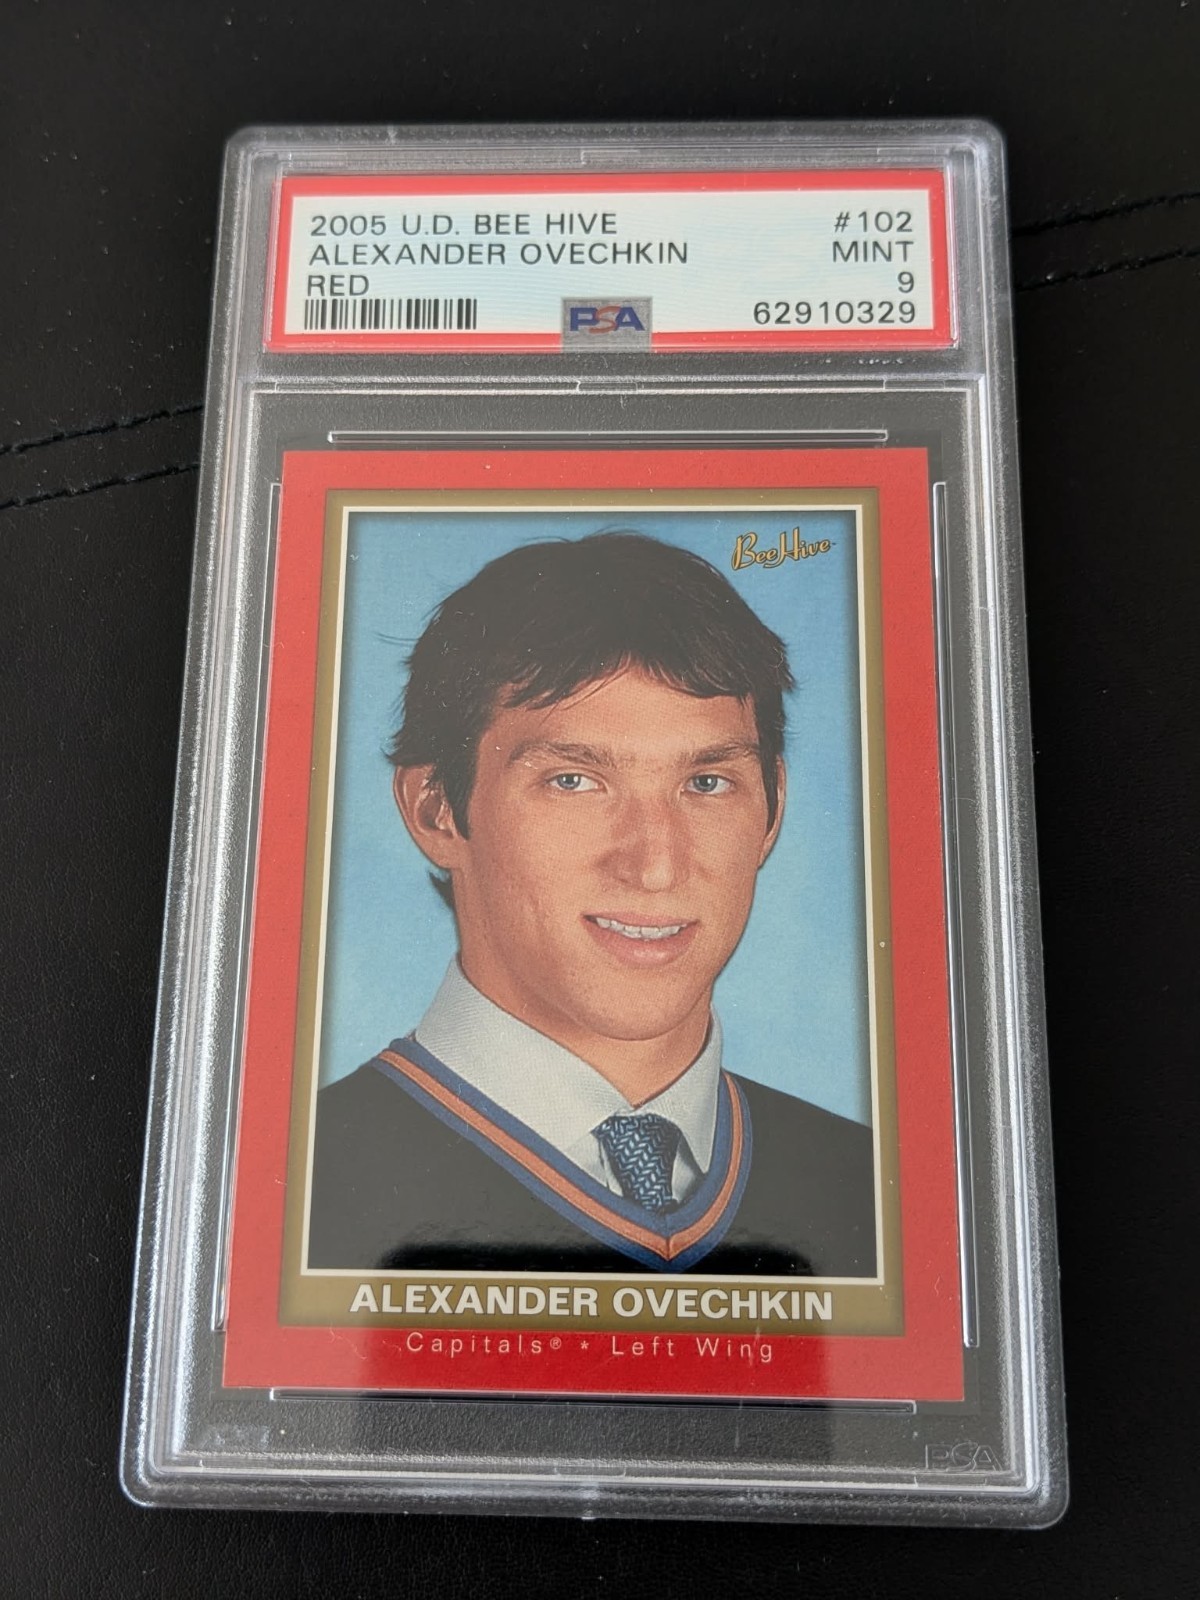 2005 U.D. BEE HIVE #102
ALEXANDER OVECHKIN MINT
RED 9
PSA 62910329
BeeHive
ALEXANDER OVECHKIN
Capitals® * Left Wing
PSA